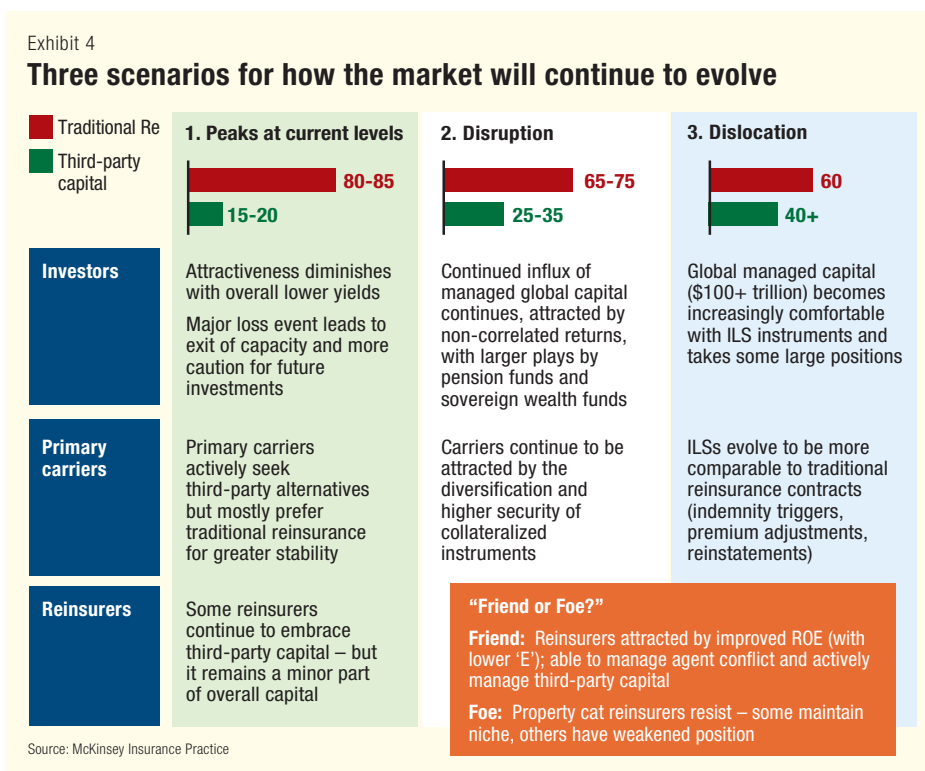 Exhibit 4
Three scenarios for how the market will continue to evolve
Traditional Re
Third-party
capital
1. Peaks at current levels
80-85
15-20
2. Disruption
65-75
25-35
3. Dislocation
60
40+
Investors
Attractiveness diminishes
with overall lower yields
Major loss event leads to
exit of capacity and more
caution for future
investments
Continued influx of
managed global capital
continues, attracted by
non-correlated returns,
with larger plays by
pension funds and
sovereign wealth funds
Global managed capital
($100+ trillion) becomes
increasingly comfortable
with ILS instruments and
takes some large positions
Primary
carriers
Primary carriers
actively seek
third-party alternatives
but mostly prefer
traditional reinsurance
for greater stability
Carriers continue to be
attracted by the
diversification and
higher security of
collateralized
instruments
ILSs evolve to be more
comparable to traditional
reinsurance contracts
(indemnity triggers,
premium adjustments,
reinstatements)
Reinsurers
Some reinsurers
continue to embrace
third-party capital – but
it remains a minor part
of overall capital
“Friend or Foe?”
Friend: Reinsurers attracted by improved ROE (with
lower ‘E’); able to manage agent conflict and actively
manage third-party capital
Foe: Property cat reinsurers resist – some maintain
niche, others have weakened position
Source: McKinsey Insurance Practice